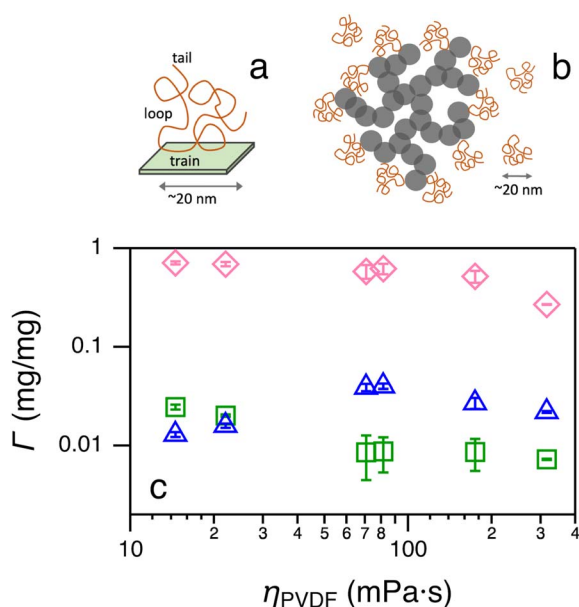 tail
a
loop
train
~20 nm
b
~20 nm
1
0.1
0.01
Γ (mg/mg)
c
10 2 3 4 5 6 7 8 100 2 3 4
η_PVDF (mPa·s)